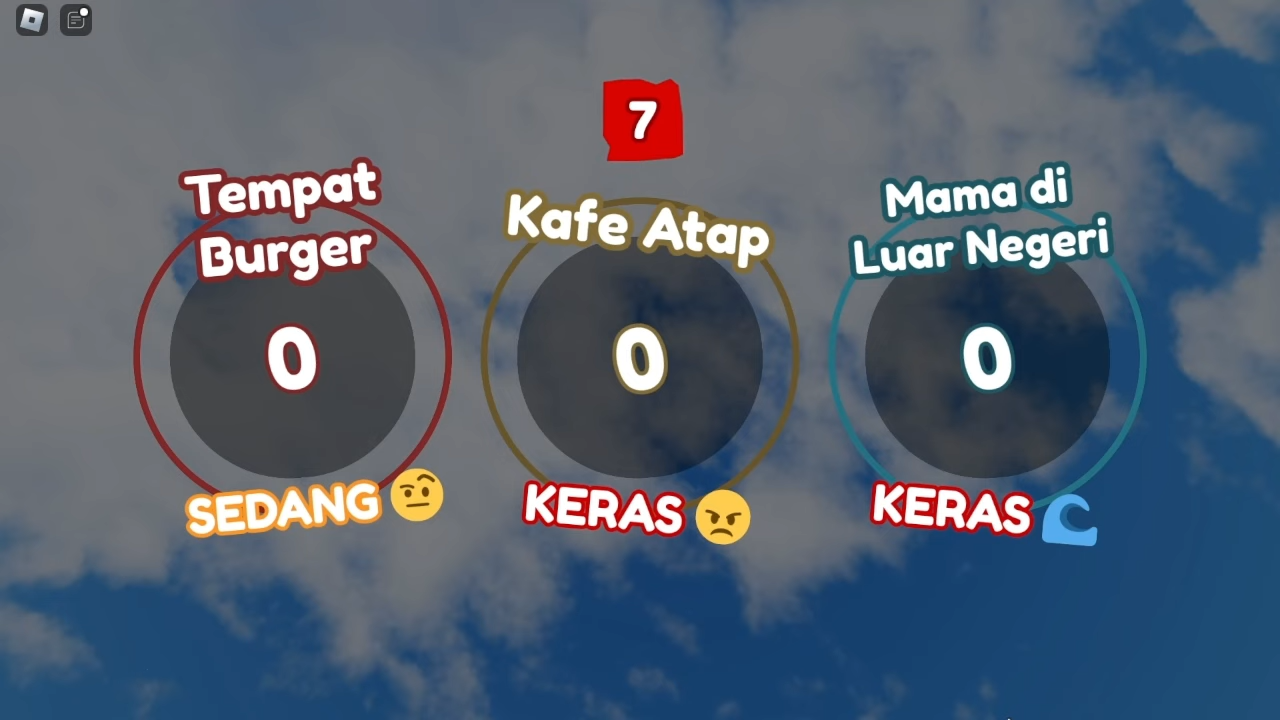 7
Tempat
Burger
0
SEDANG
Kafe Atap
0
KERAS
Mama di
Luar Negeri
0
KERAS